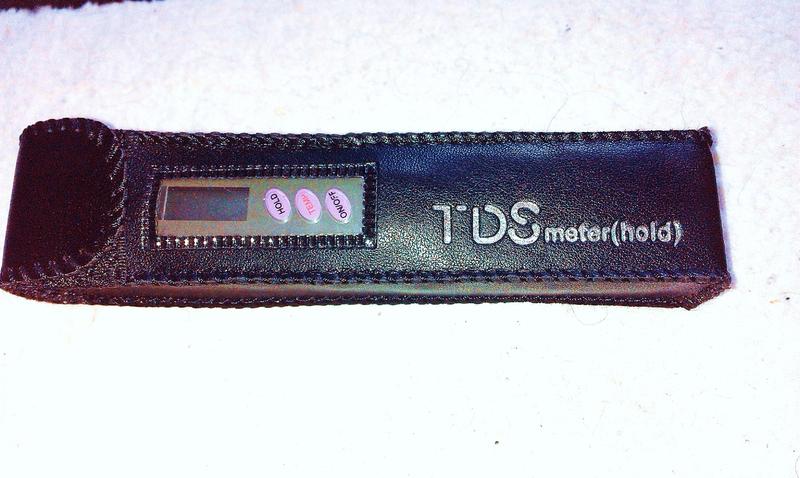 HOLD
TEMP
ON/OFF
TDS meter(hold)